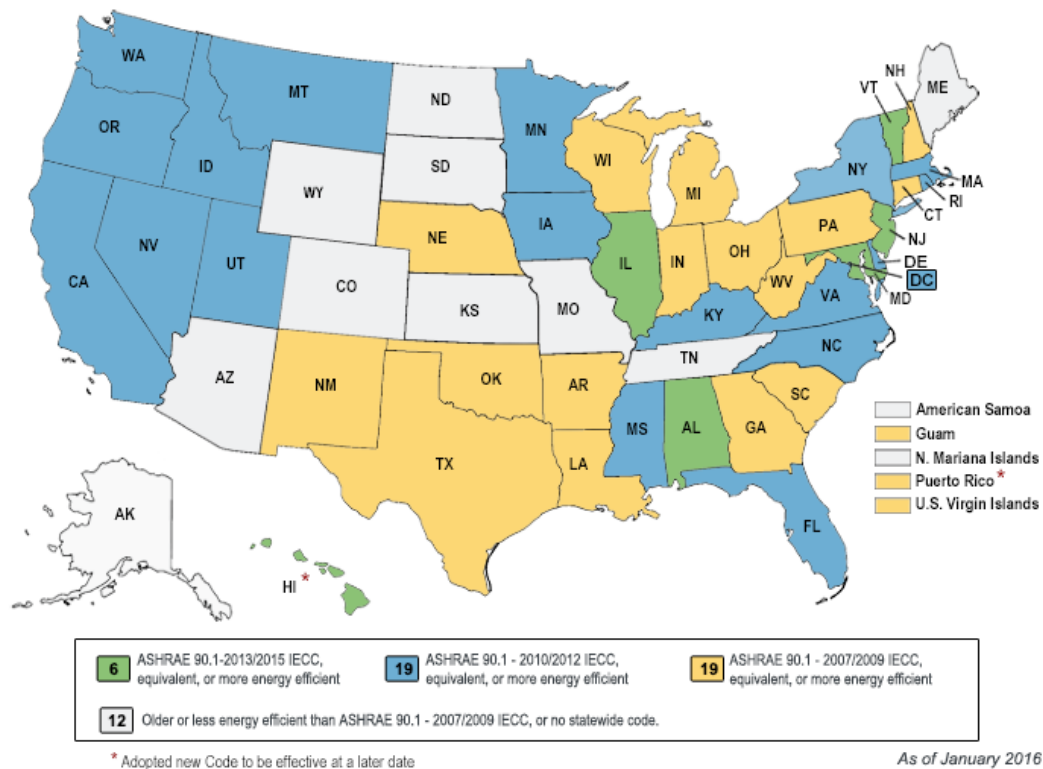 WA
MT
ND
MN
OR
ID
SD
WY
WI
MI
VT
NH
ME
NY
MA
RI
CT
NV
UT
CA
NE
IA
IL
IN
OH
PA
NJ
DE
DC
MD
WV
VA
CO
KS
MO
KY
NC
TN
AZ
NM
OK
AR
SC
MS
AL
GA
TX
LA
FL
AK
HI *
American Samoa
Guam
N. Mariana Islands
Puerto Rico *
U.S. Virgin Islands
6 ASHRAE 90.1-2013/2015 IECC,
equivalent, or more energy efficient
19 ASHRAE 90.1 - 2010/2012 IECC,
equivalent, or more energy efficient
19 ASHRAE 90.1 - 2007/2009 IECC,
equivalent, or more energy efficient
12 Older or less energy efficient than ASHRAE 90.1 - 2007/2009 IECC, or no statewide code.
* Adopted new Code to be effective at a later date
As of January 2016